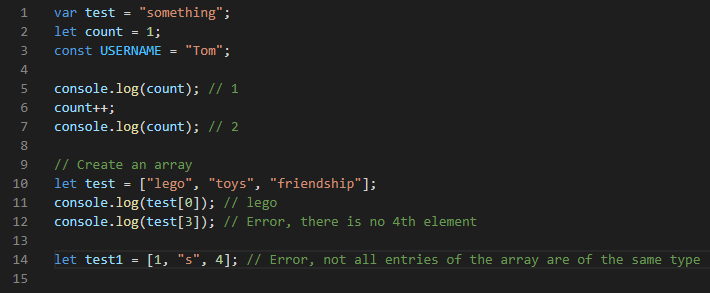 1 var test = "something";
2 let count = 1;
3 const USERNAME = "Tom";
4
5 console.log(count); // 1
6 count++;
7 console.log(count); // 2
8
9 // Create an array
10 let test = ["lego", "toys", "friendship"];
11 console.log(test[0]); // lego
12 console.log(test[3]); // Error, there is no 4th element
13
14 let test1 = [1, "s", 4]; // Error, not all entries of the array are of the same type
15